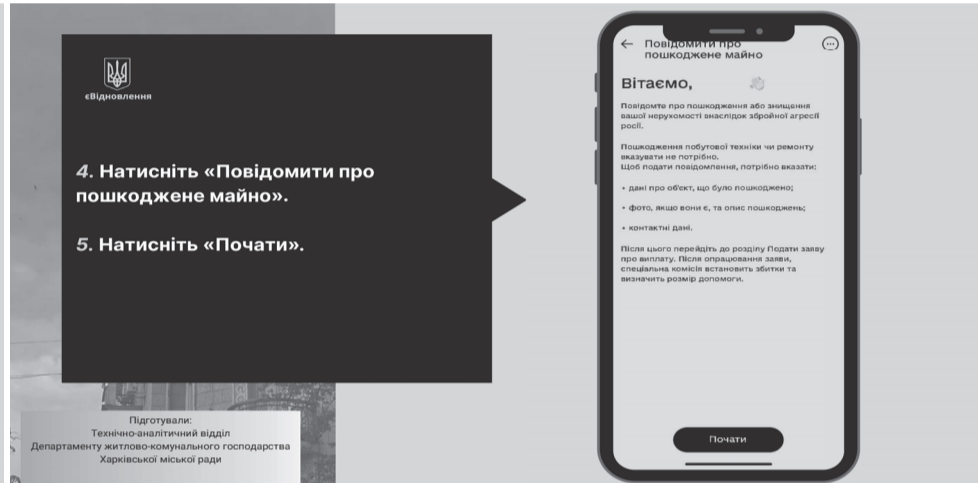 єВідновлення
4. Натисніть «Повідомити про
пошкоджене майно».
5. Натисніть «Почати».
Підготували:
Технічно-аналітичний відділ
Департаменту житлово-комунального господарства
Харківської міської ради
Повідомити про
пошкоджене майно
Вітаємо,
Повідомте про пошкодження або знищення
вашої нерухомості внаслідок збройної агресії
росії.
Пошкодження побутової техніки чи ремонту
вказувати не потрібно.
Щоб подати повідомлення, потрібно вказати:
• дані про об'єкт, що було пошкоджено;
• фото, якщо вони є, та опис пошкоджень;
• контактні дані.
Після цього перейдіть до розділу Подати заяву
про виплату. Після опрацювання заяви,
спеціальна комісія встановить збитки та
визначить розмір допомоги.
Почати